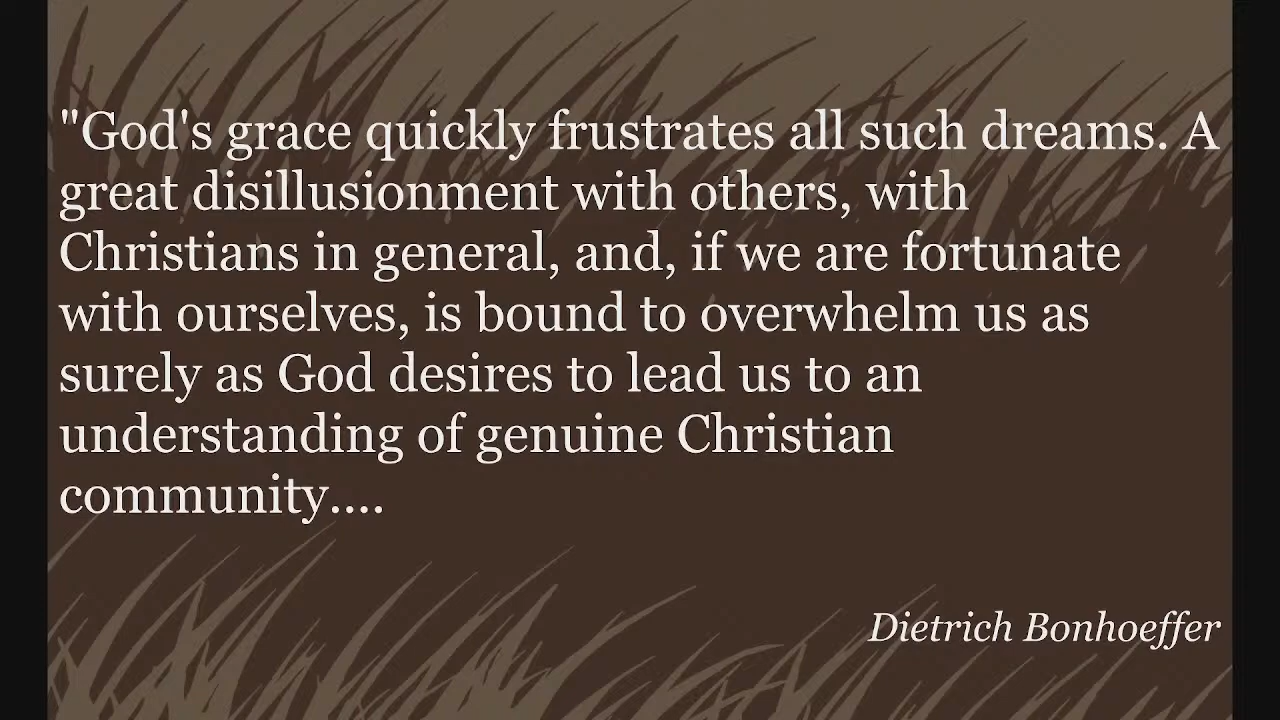 "God's grace quickly frustrates all such dreams. A
great disillusionment with others, with
Christians in general, and, if we are fortunate
with ourselves, is bound to overwhelm us as
surely as God desires to lead us to an
understanding of genuine Christian
community....
Dietrich Bonhoeffer